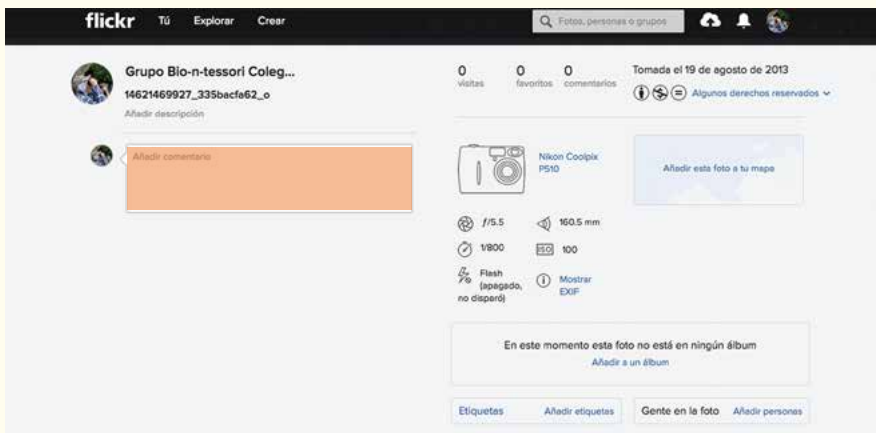 flickr Tú Explorar Crear Fotos, personas o grupos
Grupo Bio-n-tessori Coleg...
14621469927_335bacfa62_o
Añadir descripción
Añadir comentario
0 visitas
0 favoritos
0 comentarios
Tomada el 19 de agosto de 2013
Algunos derechos reservados
Nikon Coolpix
P510
Añadir esta foto a tu mapa
f/5.5
160.5 mm
1/800
ISO 100
Flash
(apagado,
no disparó)
Mostrar
EXIF
En este momento esta foto no está en ningún álbum
Añadir a un álbum
Etiquetas Añadir etiquetas
Gente en la foto Añadir personas